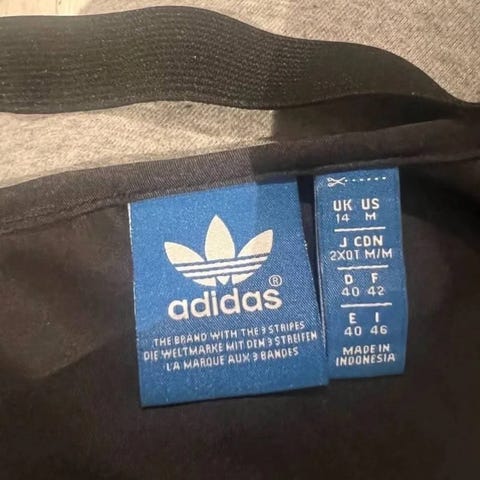 adidas®
THE BRAND WITH THE 3 STRIPES
DIE WELTMARKE MIT DEN 3 STREIFEN
LA MARQUE AUX 3 BANDES
UK US
14 M
J CDN
2XOT M/M
D F
40 42
E I
40 46
MADE IN
INDONESIA